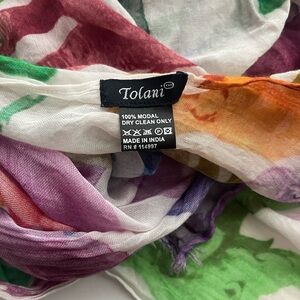 Tolani
100% MODAL
DRY CLEAN ONLY
MADE IN INDIA
RN # 114997